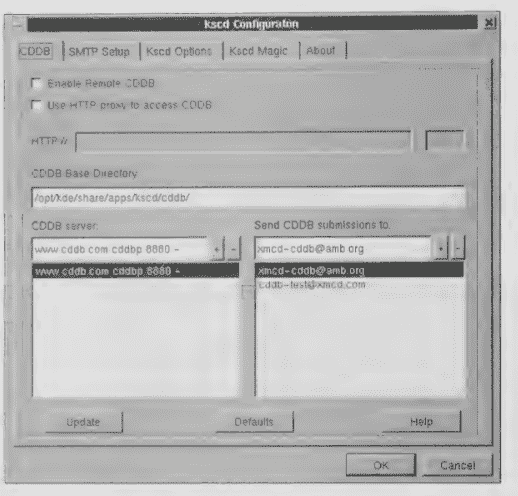 kscd Configuration
CDDB SMTP Setup Kscd Options Kscd Magic About
Enable Remote CDDB
Use HTTP proxy to access CDDB
HTTP://
CDDB Base Directory
/opt/kde/share/apps/kscd/cddb/
CDDB server: Send CDDB submissions to:
www.cddb.com cddbp 8880 - + - xmcd-cddb@amb.org + -
www.cddb.com cddbp 8880 - xmcd-cddb@amb.org
cddb-test@xmcd.com
Update Defaults Help
OK Cancel